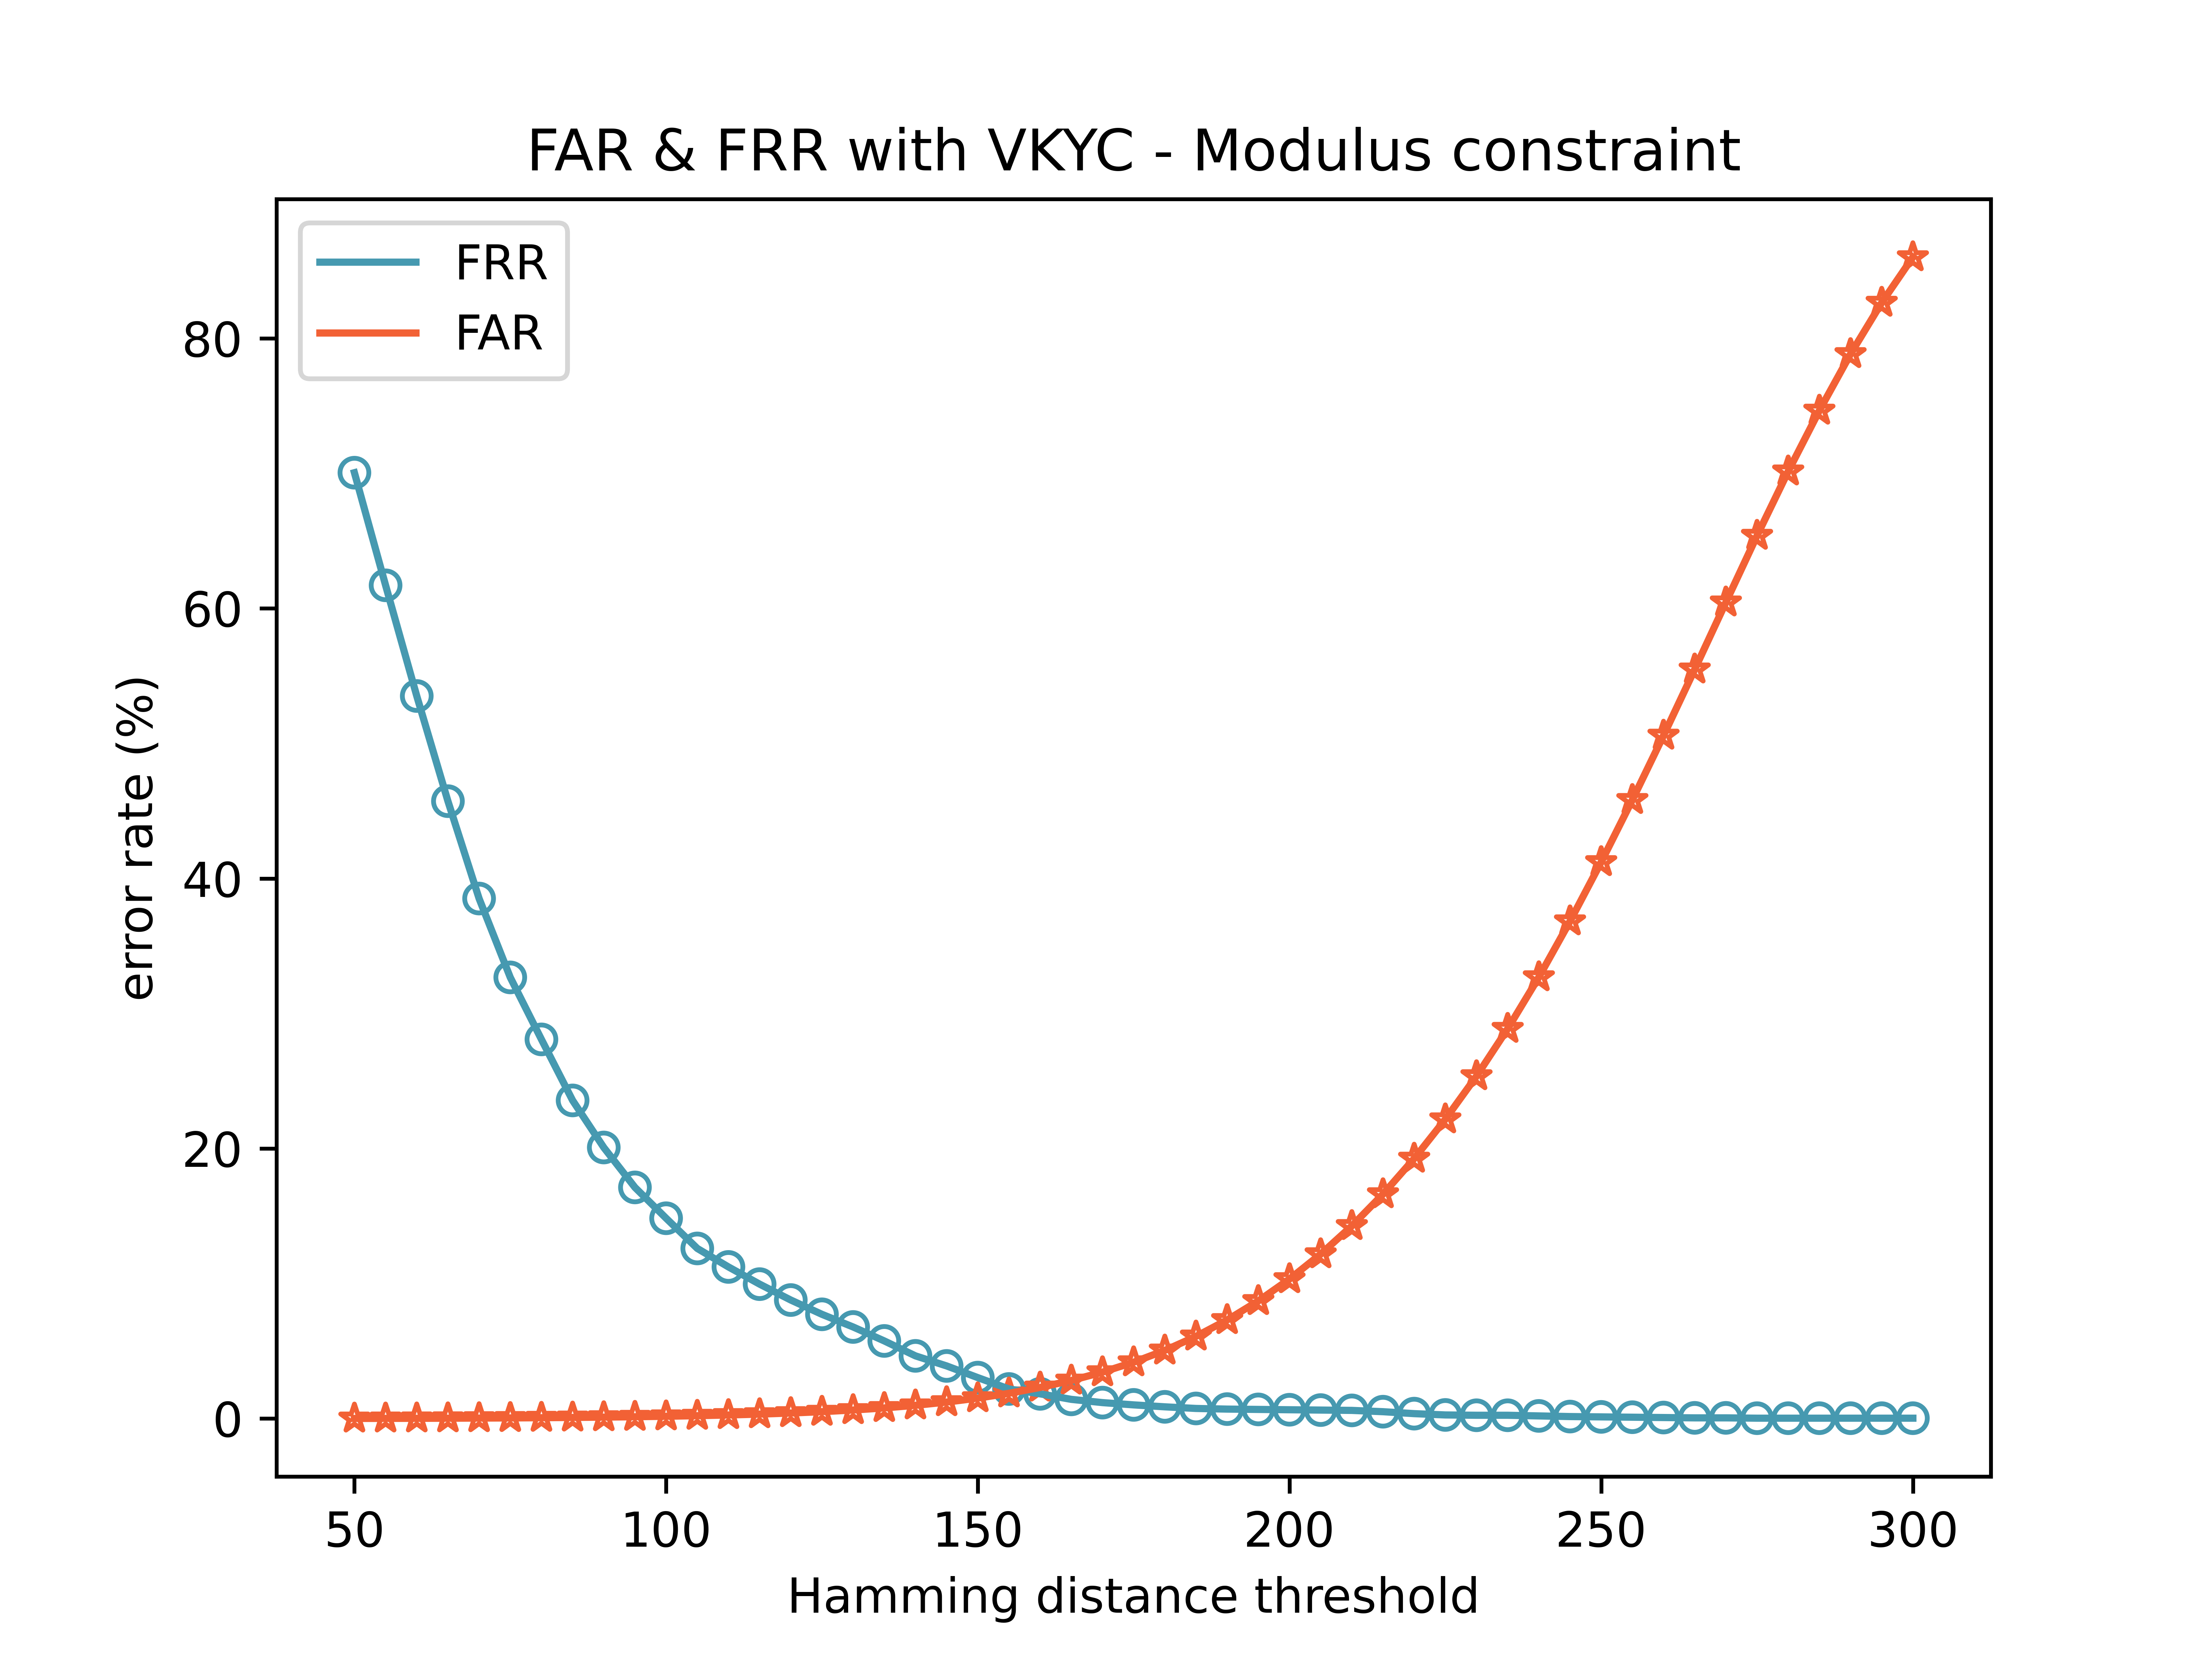 FAR & FRR with VKYC - Modulus constraint
FRR
FAR
80
60
40
20
0
error rate (%)
50 100 150 200 250 300
Hamming distance threshold